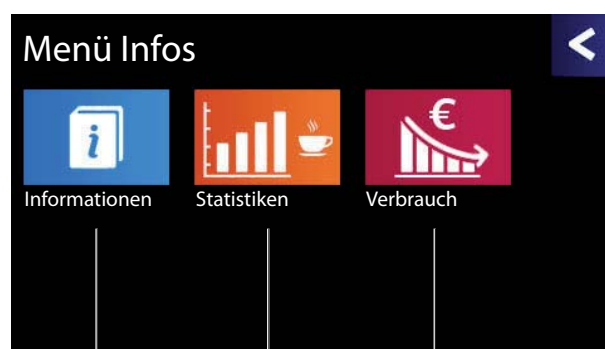 Menü Infos
<
i
€
Informationen Statistiken Verbrauch